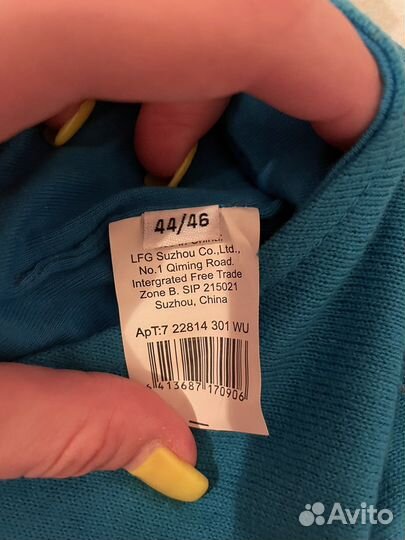 44/46
LFG Suzhou Co.,Ltd.,
No.1 Qiming Road.
Intergrated Free Trade
Zone B. SIP 215021
Suzhou, China
АрТ:7 22814 301 WU
6 413687 170906
Avito